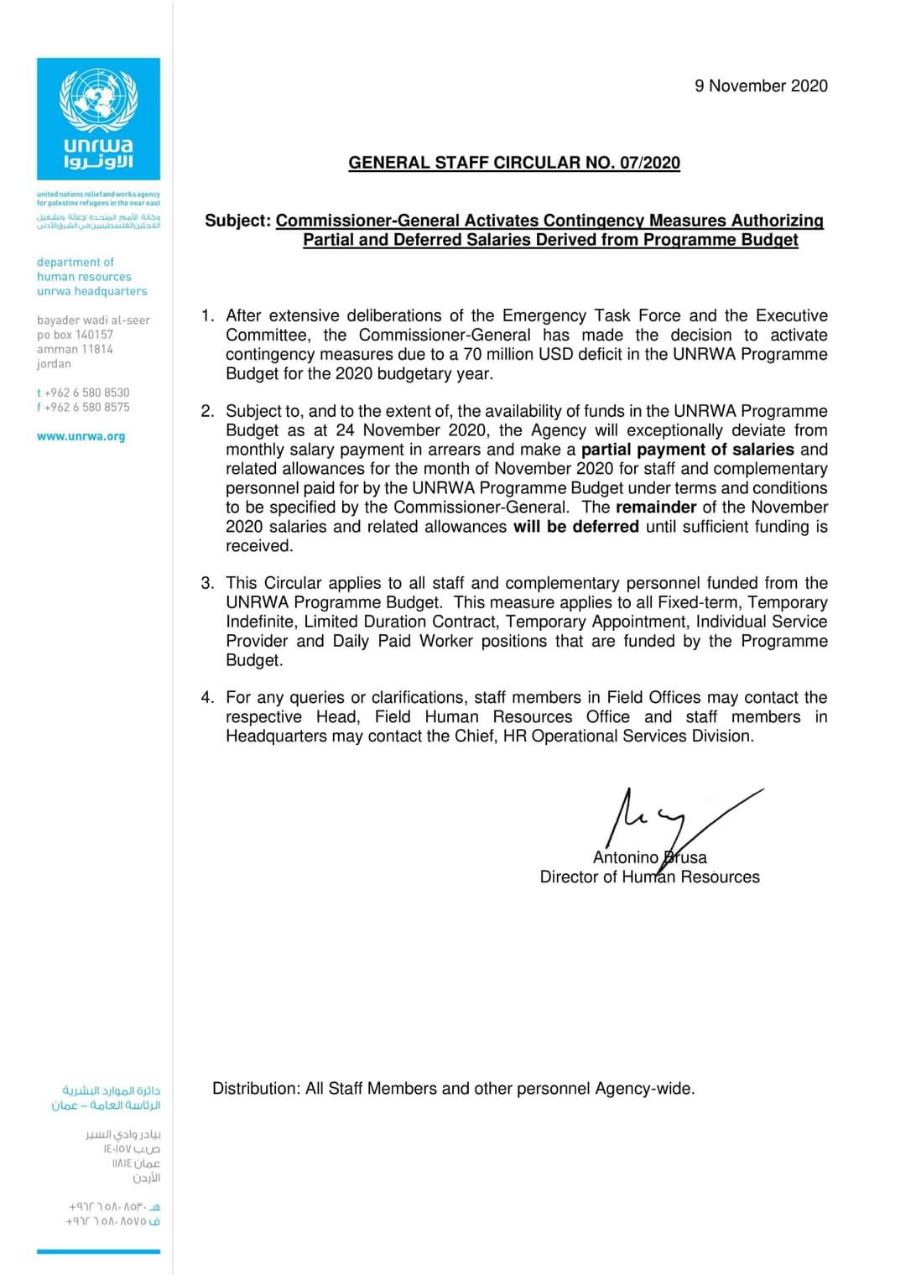 9 November 2020
unrwa
الأونروا
united nations relief and works agency
for palestine refugees in the near east
وكالة الأمم المتحدة لإغاثة وتشغيل
اللاجئين الفلسطينيين في الشرق الأدنى
department of
human resources
unrwa headquarters
bayader wadi al-seer
po box 140157
amman 11814
jordan
t +962 6 580 8530
f +962 6 580 8575
www.unrwa.org
GENERAL STAFF CIRCULAR NO. 07/2020
Subject: Commissioner-General Activates Contingency Measures Authorizing
Partial and Deferred Salaries Derived from Programme Budget
1. After extensive deliberations of the Emergency Task Force and the Executive
Committee, the Commissioner-General has made the decision to activate
contingency measures due to a 70 million USD deficit in the UNRWA Programme
Budget for the 2020 budgetary year.
2. Subject to, and to the extent of, the availability of funds in the UNRWA Programme
Budget as at 24 November 2020, the Agency will exceptionally deviate from
monthly salary payment in arrears and make a partial payment of salaries and
related allowances for the month of November 2020 for staff and complementary
personnel paid for by the UNRWA Programme Budget under terms and conditions
to be specified by the Commissioner-General. The remainder of the November
2020 salaries and related allowances will be deferred until sufficient funding is
received.
3. This Circular applies to all staff and complementary personnel funded from the
UNRWA Programme Budget. This measure applies to all Fixed-term, Temporary
Indefinite, Limited Duration Contract, Temporary Appointment, Individual Service
Provider and Daily Paid Worker positions that are funded by the Programme
Budget.
4. For any queries or clarifications, staff members in Field Offices may contact the
respective Head, Field Human Resources Office and staff members in
Headquarters may contact the Chief, HR Operational Services Division.
Antonino Brusa
Director of Human Resources
Distribution: All Staff Members and other personnel Agency-wide.
دائرة الموارد البشرية
الرئاسة العامة – عمان
بيادر وادي السير
ص.ب ١٤٠١٥٧
عمان ١١٨١٤
الأردن
هـ ٨٥٣٠ ٥٨٠ ٦ ٩٦٢+
ف ٨٥٧٥ ٥٨٠ ٦ ٩٦٢+